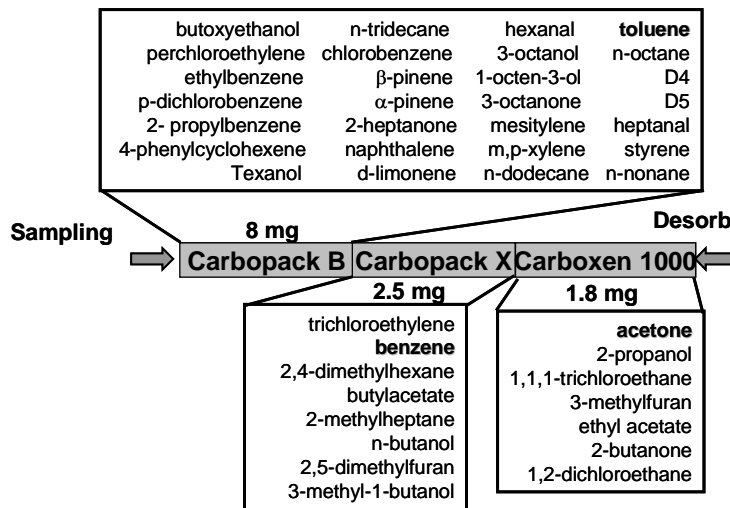 butoxyethanol n-tridecane hexanal toluene
perchloroethylene chlorobenzene 3-octanol n-octane
ethylbenzene β-pinene 1-octen-3-ol D4
p-dichlorobenzene α-pinene 3-octanone D5
2- propylbenzene 2-heptanone mesitylene heptanal
4-phenylcyclohexene naphthalene m,p-xylene styrene
Texanol d-limonene n-dodecane n-nonane
Sampling 8 mg Desorb
Carbopack B Carbopack X Carboxen 1000
2.5 mg 1.8 mg
trichloroethylene
benzene
2,4-dimethylhexane
butylacetate
2-methylheptane
n-butanol
2,5-dimethylfuran
3-methyl-1-butanol
acetone
2-propanol
1,1,1-trichloroethane
3-methylfuran
ethyl acetate
2-butanone
1,2-dichloroethane